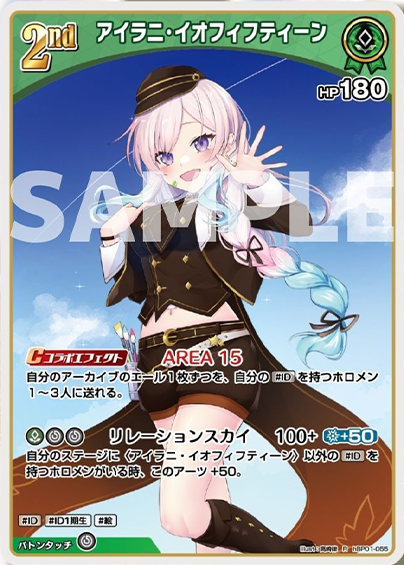 2nd
アイラニ・イオフィフティーン
HP180
SAMPLE
コラボエフェクト AREA 15
自分のアーカイブのエール1枚ずつを、自分の #ID を持つホロメン
1～3人に送れる。
リレーションスカイ 100+ +50
自分のステージに〈アイラニ・イオフィフティーン〉以外の #ID を
持つホロメンがいる時、このアーツ+50。
#ID #ID1期生 #絵
バトンタッチ
R hBP01-055